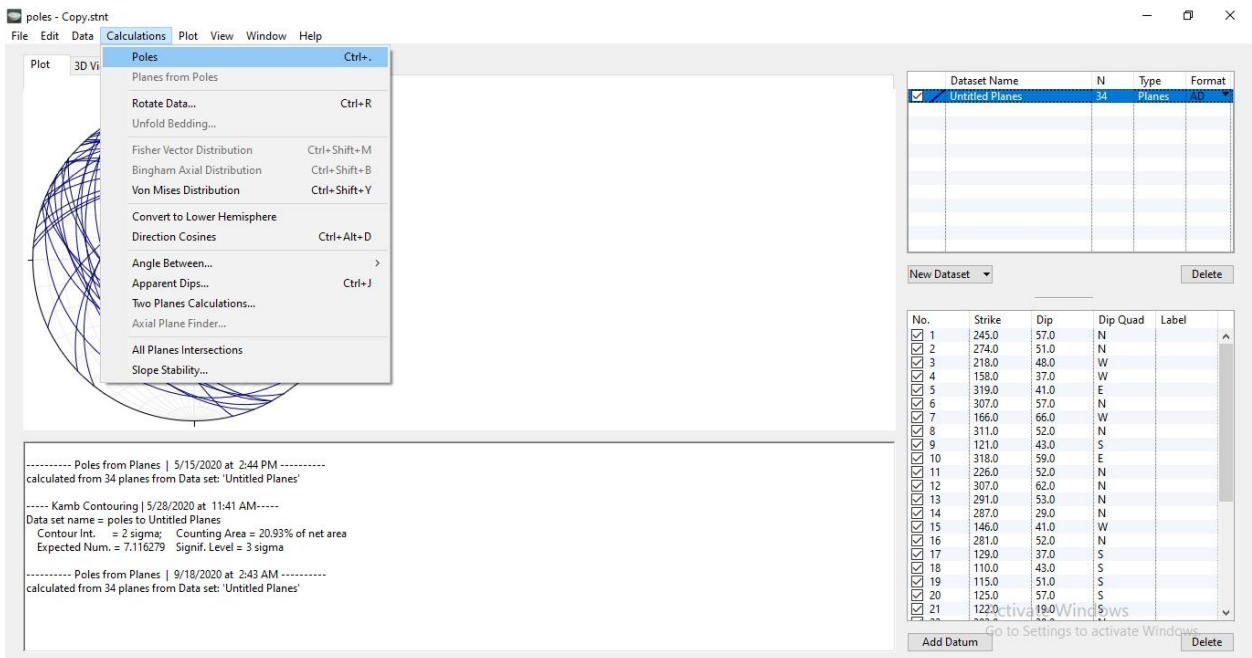 poles - Copy.stnt
File Edit Data Calculations Plot View Window Help
Plot 3D Vi
Poles Ctrl+.
Planes from Poles
Rotate Data... Ctrl+R
Unfold Bedding...
Fisher Vector Distribution Ctrl+Shift+M
Bingham Axial Distribution Ctrl+Shift+B
Von Mises Distribution Ctrl+Shift+Y
Convert to Lower Hemisphere
Direction Cosines Ctrl+Alt+D
Angle Between... >
Apparent Dips... Ctrl+J
Two Planes Calculations...
Axial Plane Finder...
All Planes Intersections
Slope Stability...
---------- Poles from Planes | 5/15/2020 at 2:44 PM ----------
calculated from 34 planes from Data set: 'Untitled Planes'
----- Kamb Contouring | 5/28/2020 at 11:41 AM-----
Data set name = poles to Untitled Planes
Contour Int. = 2 sigma; Counting Area = 20.93% of net area
Expected Num. = 7.116279 Signif. Level = 3 sigma
---------- Poles from Planes | 9/18/2020 at 2:43 AM ----------
calculated from 34 planes from Data set: 'Untitled Planes'
Dataset Name N Type Format
Untitled Planes 34 Planes AD
New Dataset Delete
No. Strike Dip Dip Quad Label
1 245.0 57.0 N
2 274.0 51.0 N
3 218.0 48.0 W
4 158.0 37.0 W
5 319.0 41.0 E
6 307.0 57.0 N
7 166.0 66.0 W
8 311.0 52.0 N
9 121.0 43.0 S
10 318.0 59.0 E
11 226.0 52.0 N
12 307.0 62.0 N
13 291.0 53.0 N
14 287.0 29.0 N
15 146.0 41.0 W
16 281.0 52.0 N
17 129.0 37.0 S
18 110.0 43.0 S
19 115.0 51.0 S
20 125.0 57.0 S
21 122.0 19.0 S
Activate Windows
Go to Settings to activate Windows.
Add Datum Delete